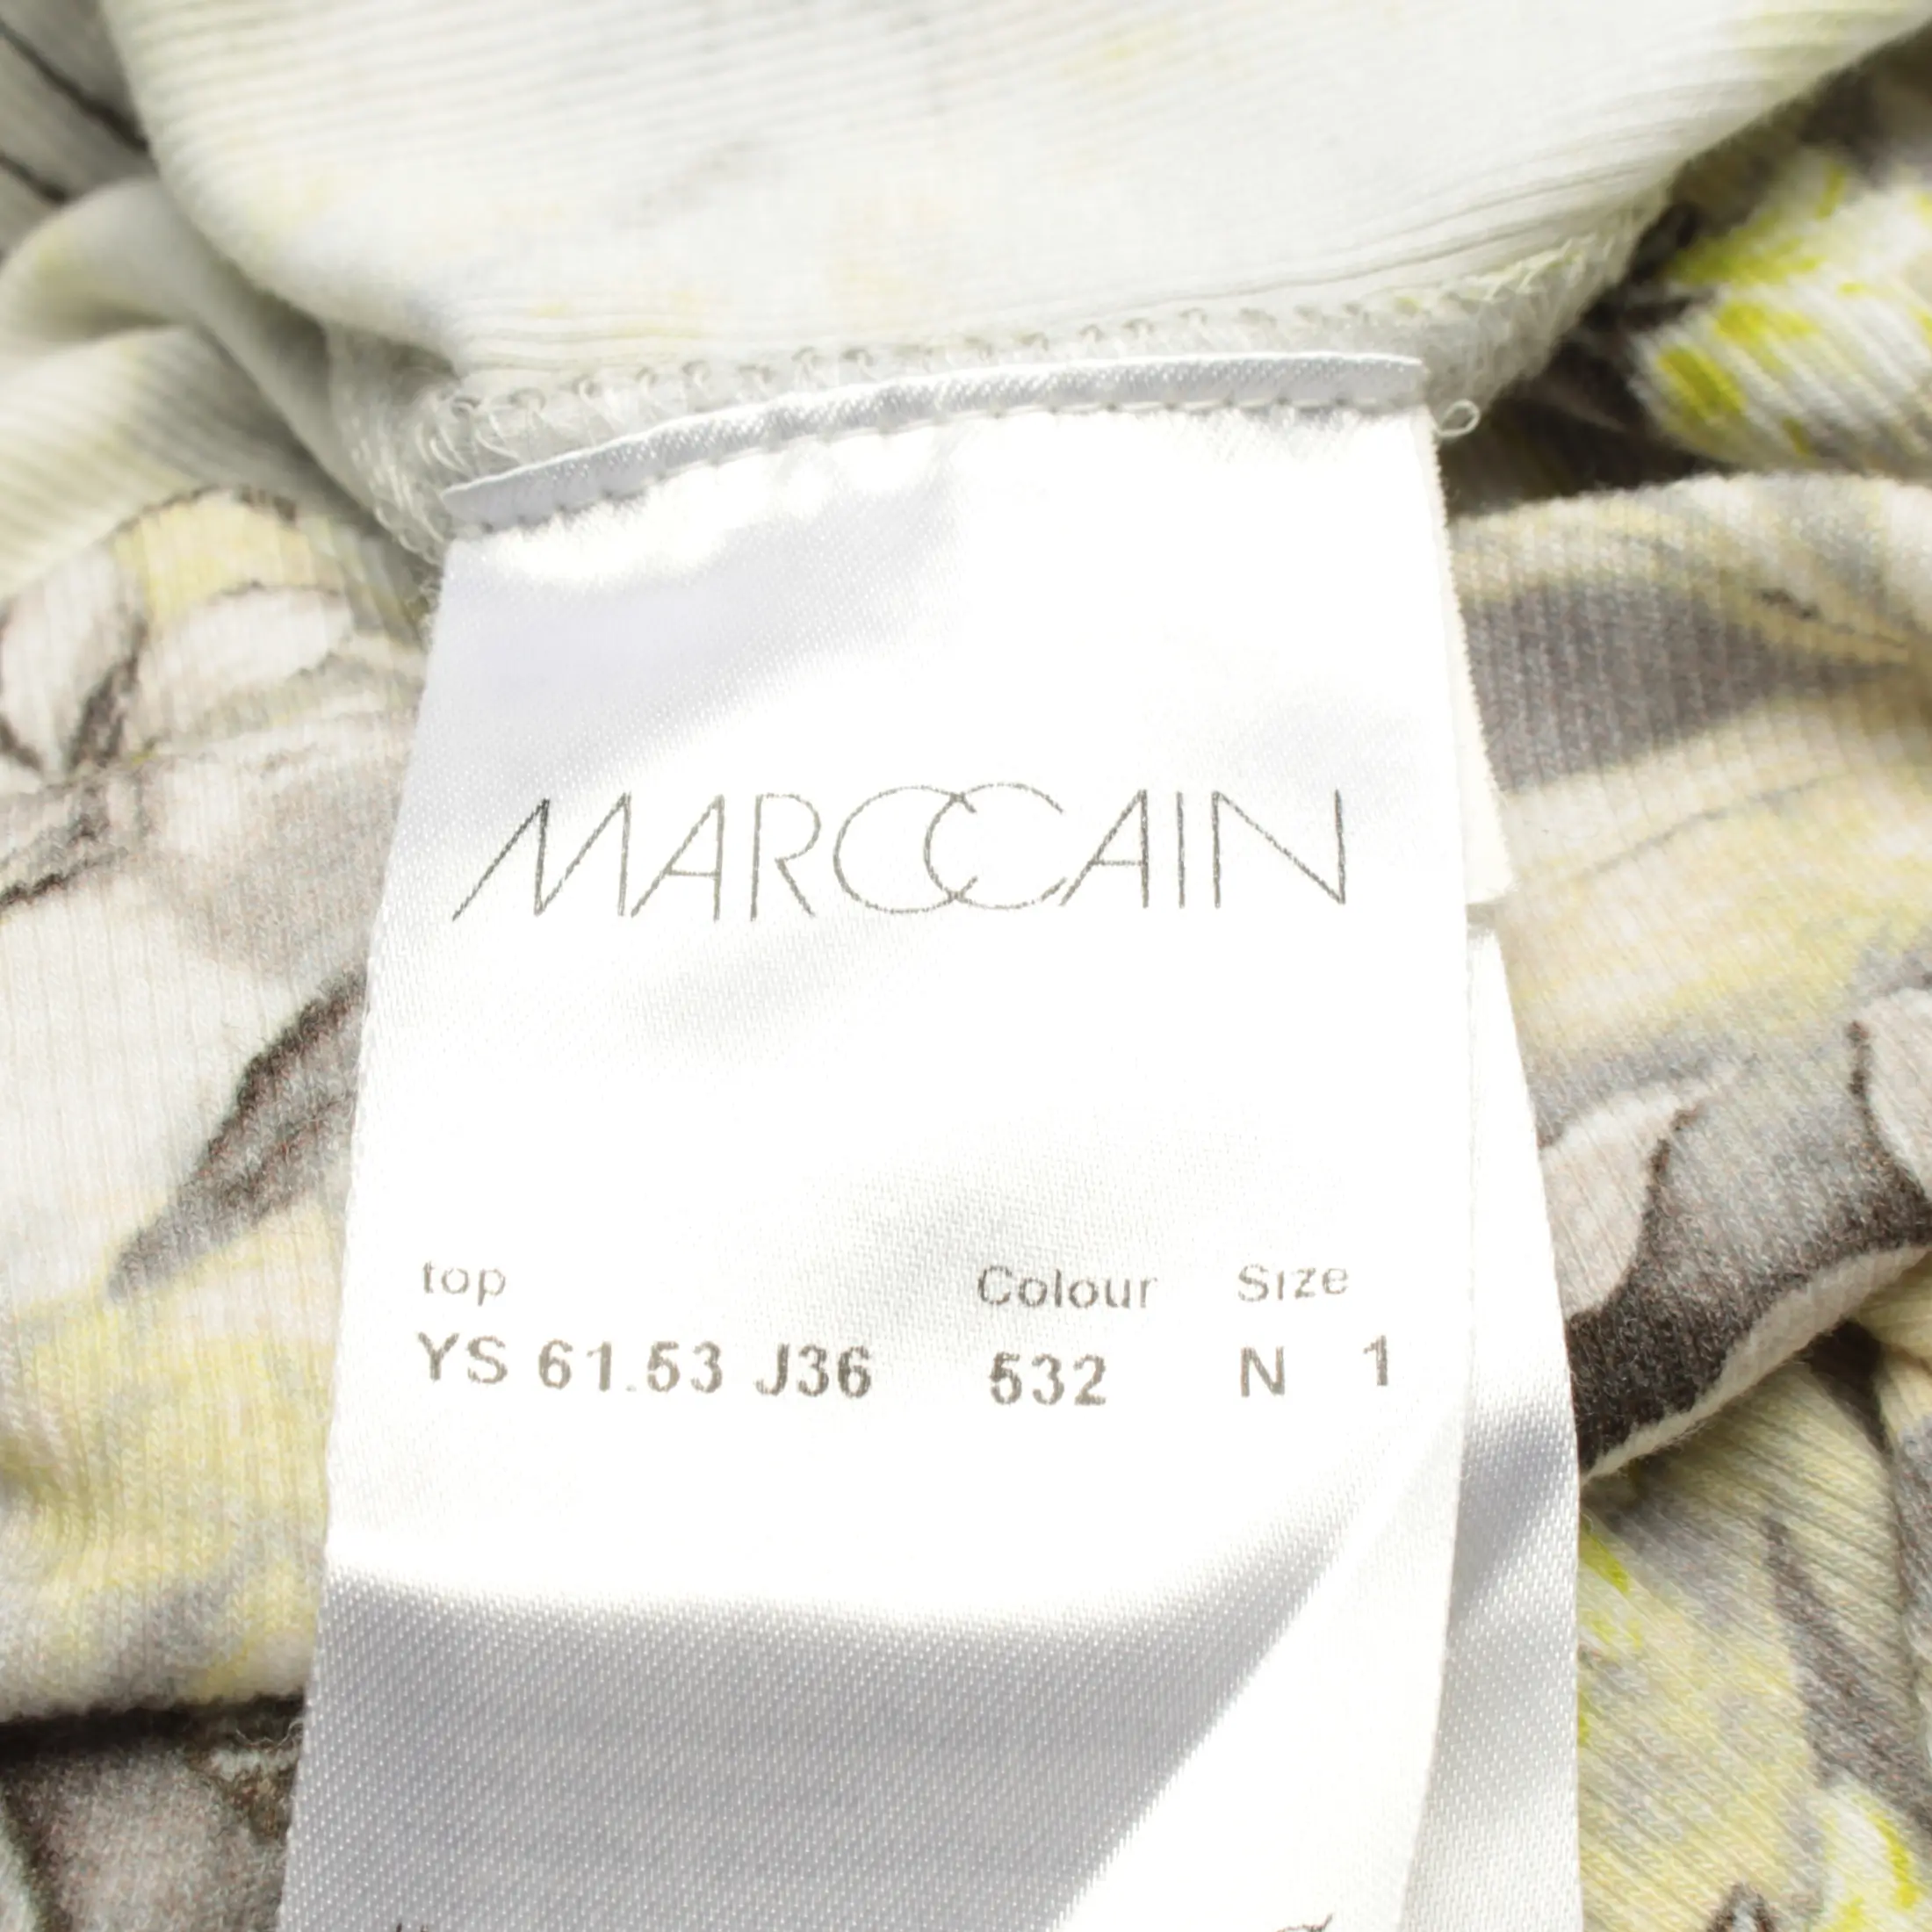 MARCCAIN
top Colour Size
YS 61.53 J36 532 N 1